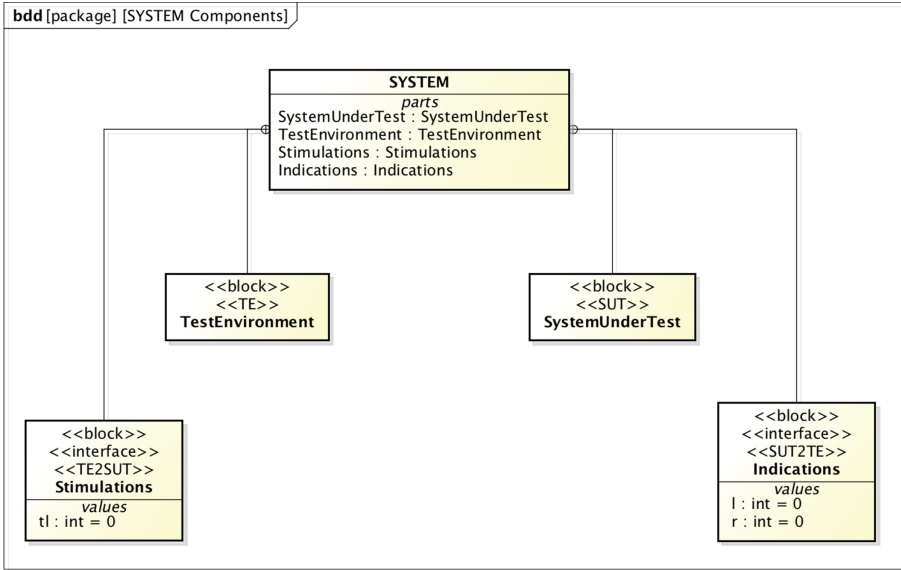 bdd [package] [SYSTEM Components]
SYSTEM
parts
SystemUnderTest : SystemUnderTest
TestEnvironment : TestEnvironment
Stimulations : Stimulations
Indications : Indications
<<block>>
<<TE>>
TestEnvironment
<<block>>
<<SUT>>
SystemUnderTest
<<block>>
<<interface>>
<<TE2SUT>>
Stimulations
values
tl : int = 0
<<block>>
<<interface>>
<<SUT2TE>>
Indications
values
l : int = 0
r : int = 0